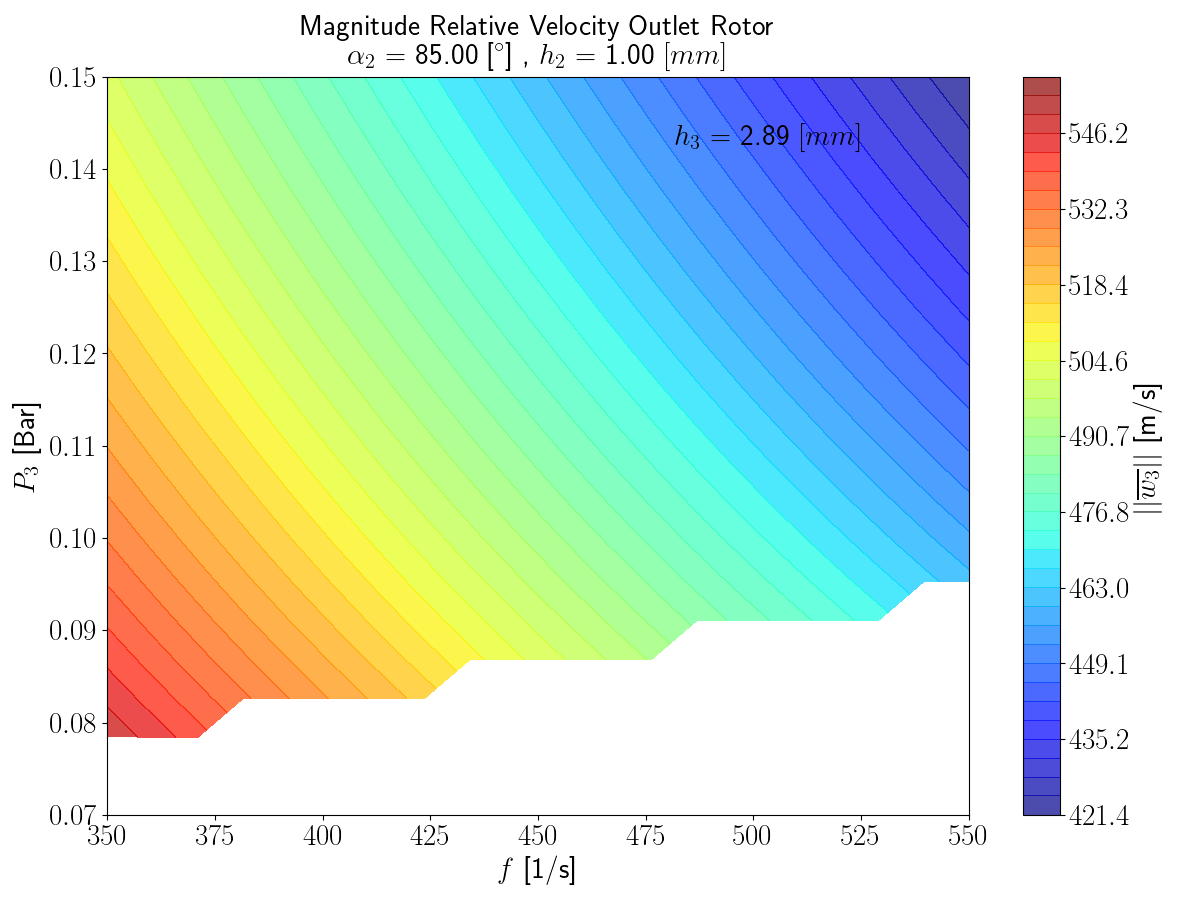 Magnitude Relative Velocity Outlet Rotor
α₂ = 85.00 [°] , h₂ = 1.00 [mm]
h₃ = 2.89 [mm]
P₃ [Bar]
0.15
0.14
0.13
0.12
0.11
0.10
0.09
0.08
0.07
350 375 400 425 450 475 500 525 550
f [1/s]
546.2
532.3
518.4
504.6
490.7
476.8
463.0
449.1
435.2
421.4
||w̅₃|| [m/s]